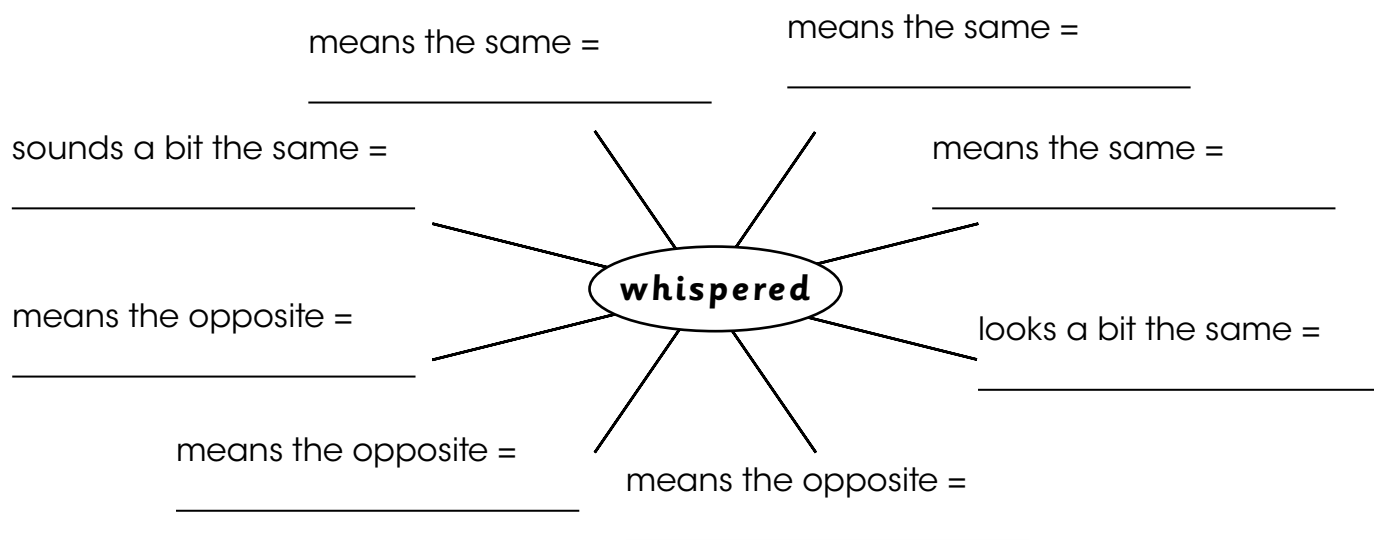 means the same =
means the same =
sounds a bit the same =
means the same =
whispered
means the opposite =
looks a bit the same =
means the opposite =
means the opposite =